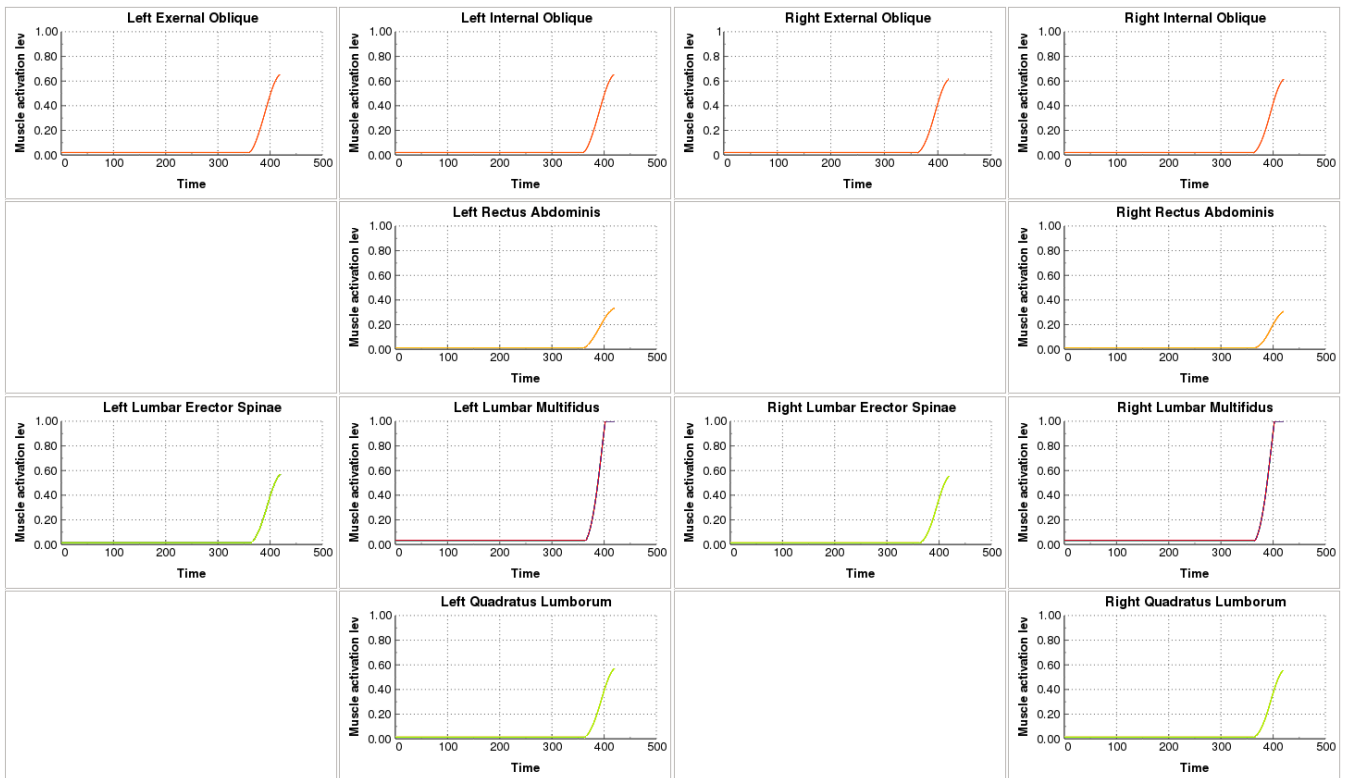 Left Exernal Oblique
Muscle activation lev
1.00
0.80
0.60
0.40
0.20
0.00
0 100 200 300 400 500
Time
Left Internal Oblique
Muscle activation lev
1.00
0.80
0.60
0.40
0.20
0.00
0 100 200 300 400 500
Time
Right External Oblique
Muscle activation lev
1
0.8
0.6
0.4
0.2
0
0 100 200 300 400 500
Time
Right Internal Oblique
Muscle activation lev
1.00
0.80
0.60
0.40
0.20
0.00
0 100 200 300 400 500
Time
Left Rectus Abdominis
Muscle activation lev
1.00
0.80
0.60
0.40
0.20
0.00
0 100 200 300 400 500
Time
Right Rectus Abdominis
Muscle activation lev
1.00
0.80
0.60
0.40
0.20
0.00
0 100 200 300 400 500
Time
Left Lumbar Erector Spinae
Muscle activation lev
1.00
0.80
0.60
0.40
0.20
0.00
0 100 200 300 400 500
Time
Left Lumbar Multifidus
Muscle activation lev
1.00
0.80
0.60
0.40
0.20
0.00
0 100 200 300 400 500
Time
Right Lumbar Erector Spinae
Muscle activation lev
1.00
0.80
0.60
0.40
0.20
0.00
0 100 200 300 400 500
Time
Right Lumbar Multifidus
Muscle activation lev
1.00
0.80
0.60
0.40
0.20
0.00
0 100 200 300 400 500
Time
Left Quadratus Lumborum
Muscle activation lev
1.00
0.80
0.60
0.40
0.20
0.00
0 100 200 300 400 500
Time
Right Quadratus Lumborum
Muscle activation lev
1.00
0.80
0.60
0.40
0.20
0.00
0 100 200 300 400 500
Time